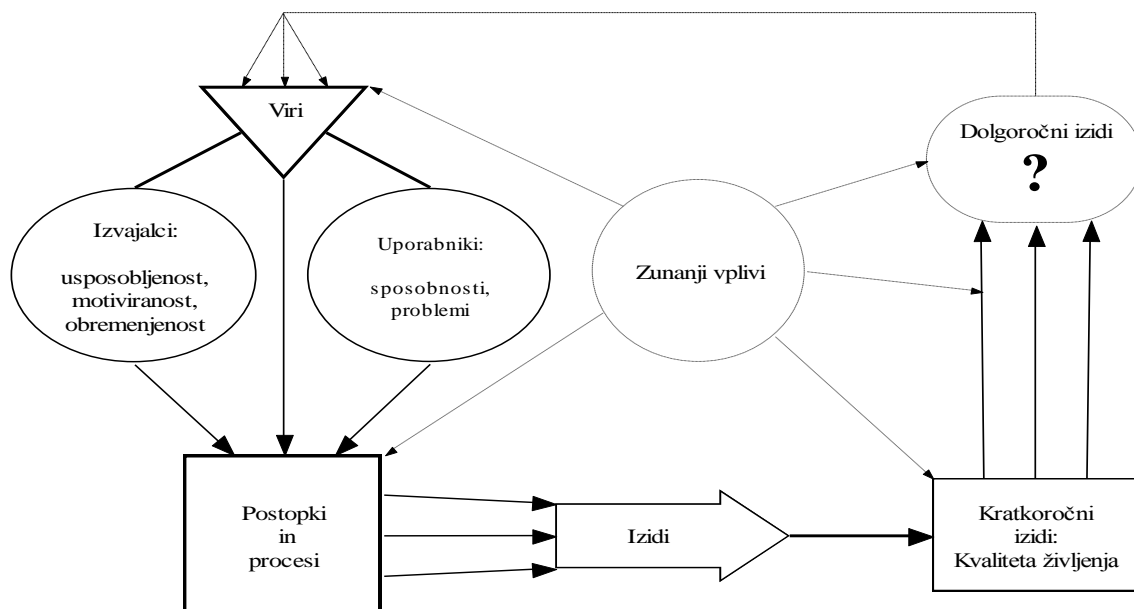 Viri
Izvajalci:
usposobljenost,
motiviranost,
obremenjenost
Uporabniki:
sposobnosti,
problemi
Zunanji vplivi
Dolgoročni izidi
?
Postopki
in
procesi
Izidi
Kratkoročni
izidi:
Kvaliteta življenja